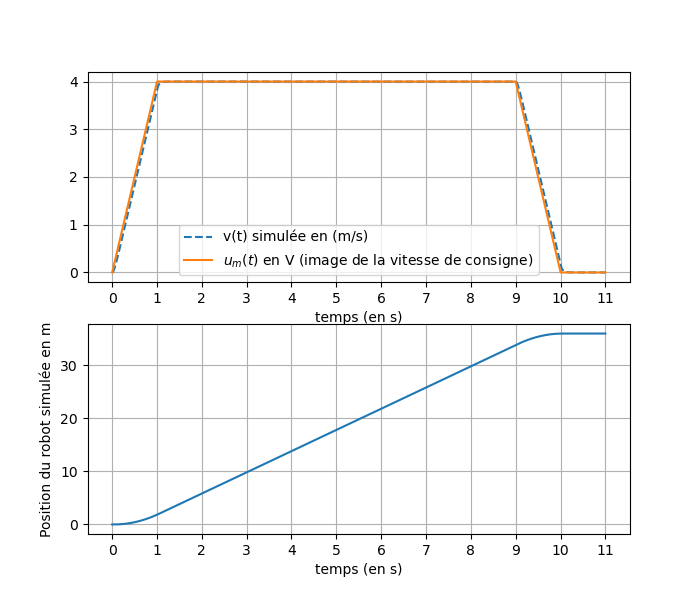 4
3
2
1
0
v(t) simulée en (m/s)
u_m(t) en V (image de la vitesse de consigne)
0 1 2 3 4 5 6 7 8 9 10 11
temps (en s)
Position du robot simulée en m
30
20
10
0
0 1 2 3 4 5 6 7 8 9 10 11
temps (en s)